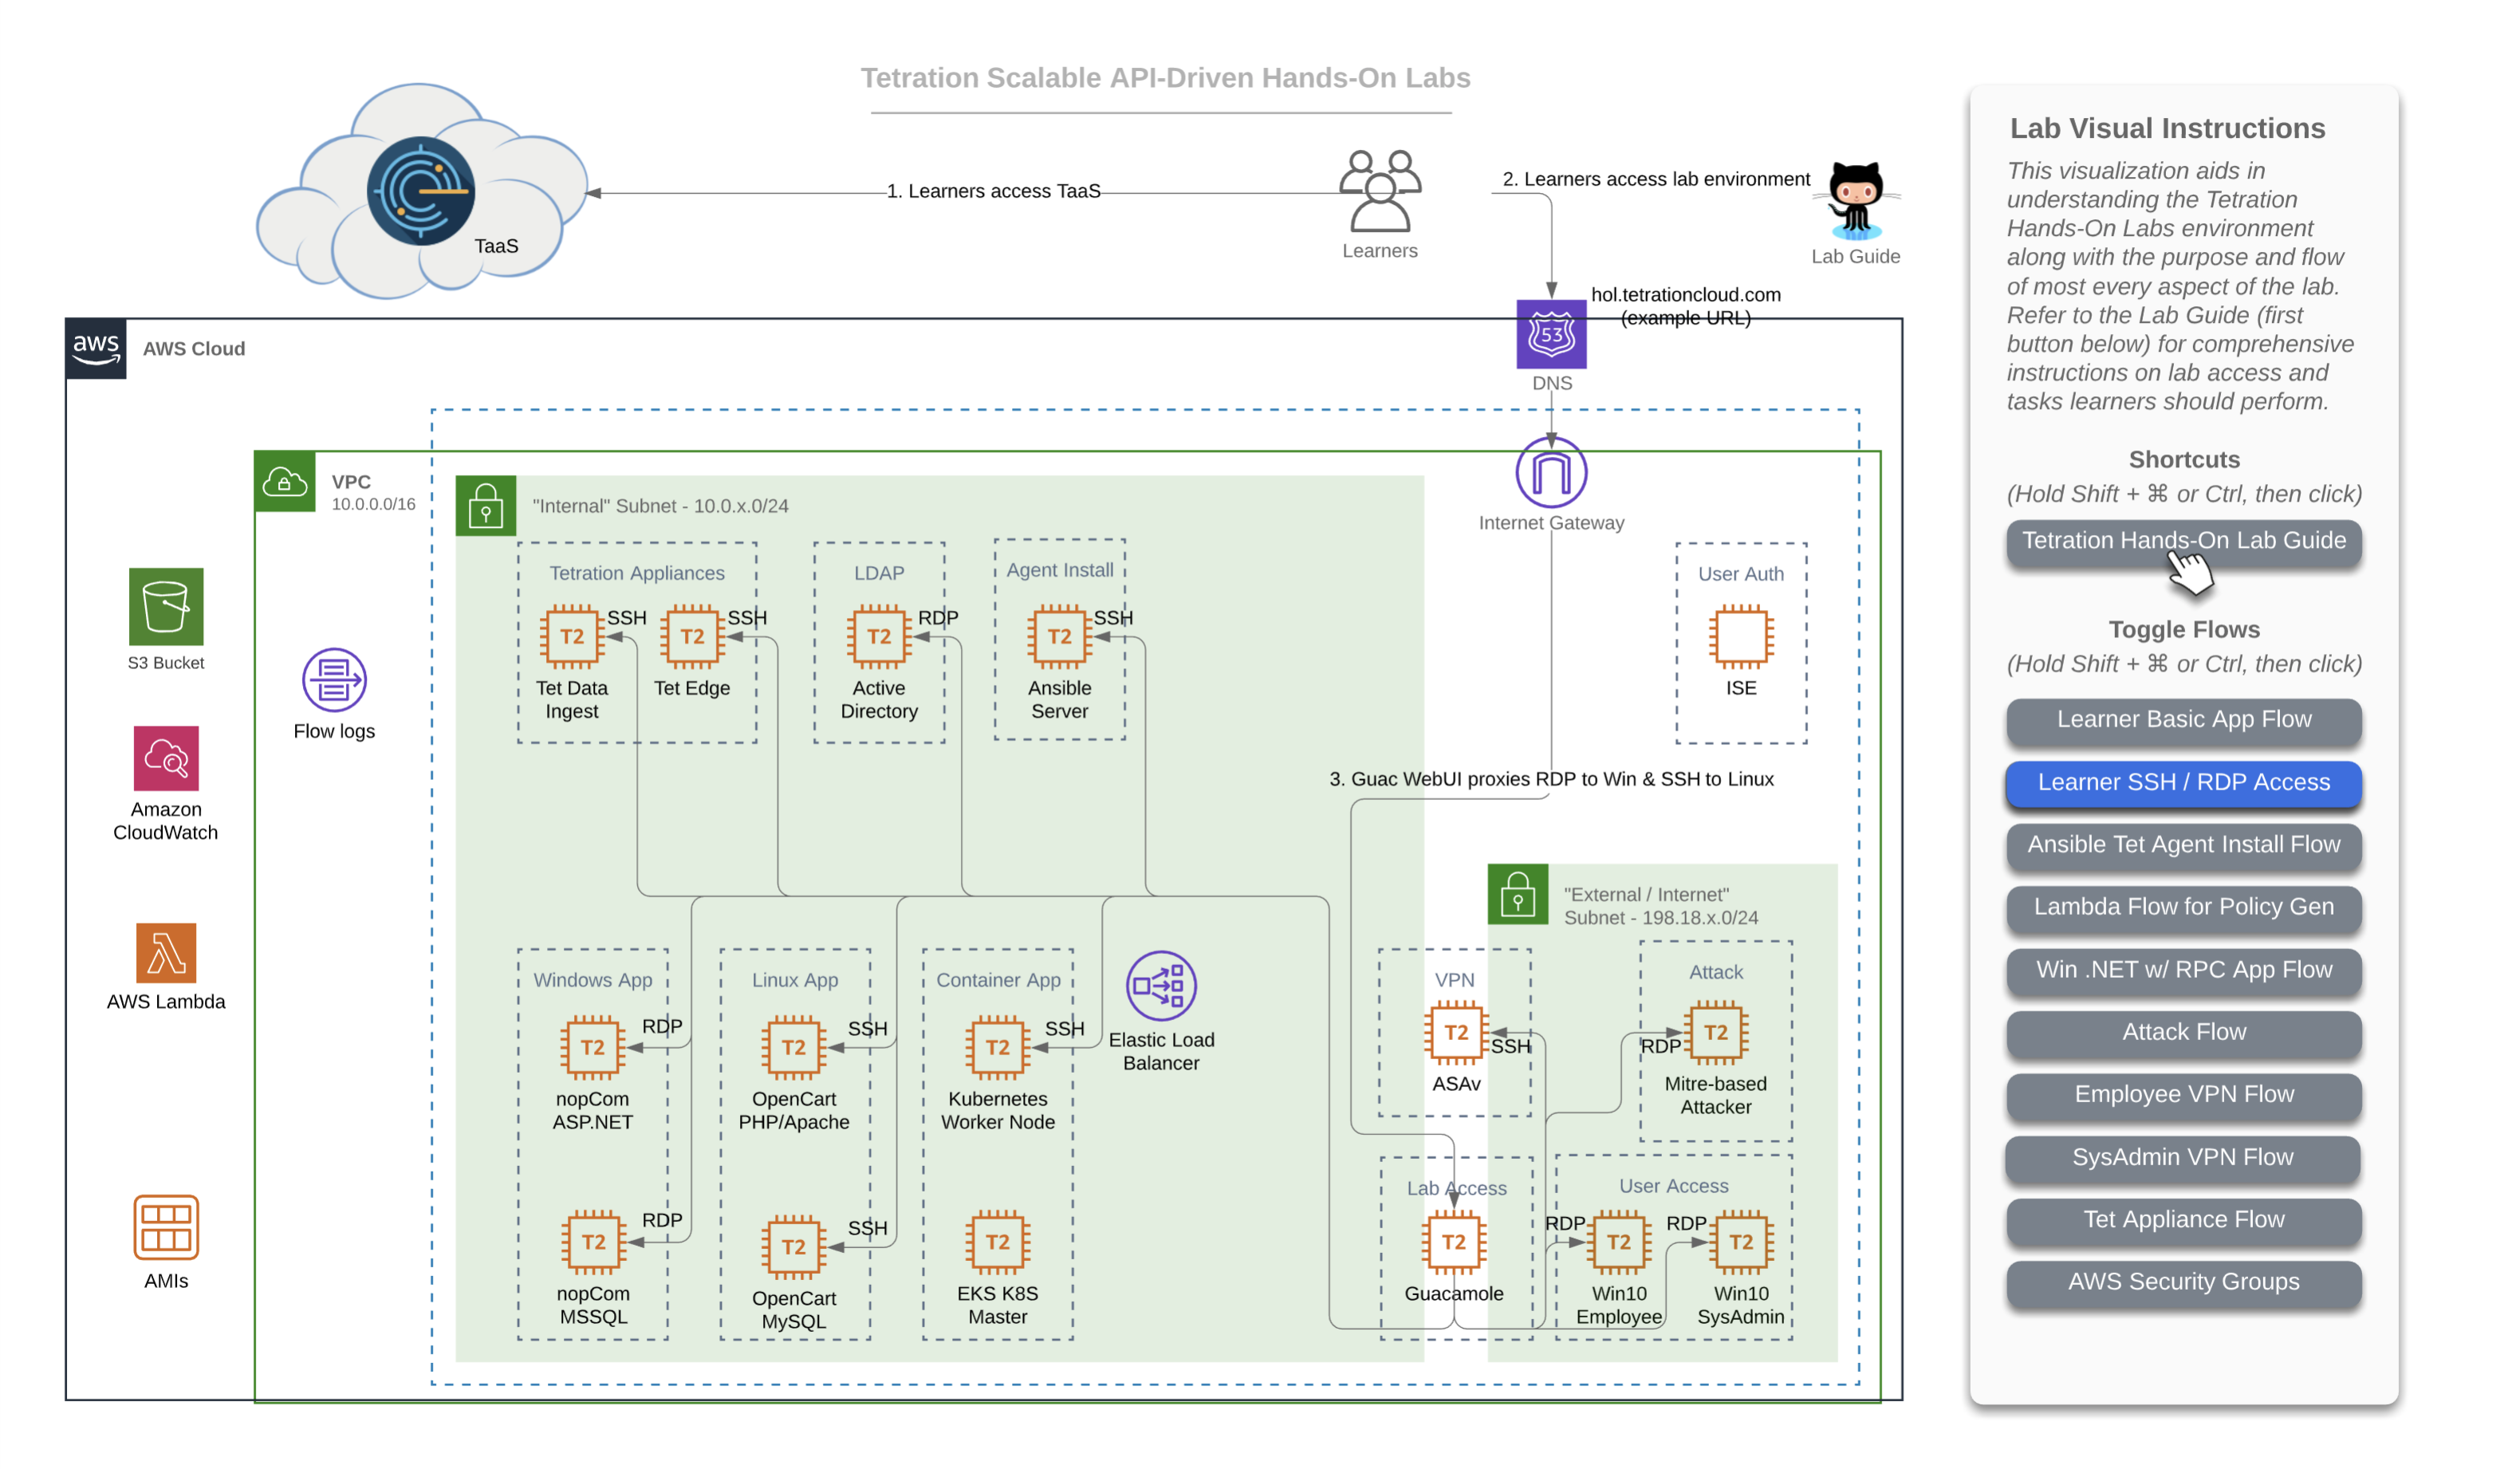 Tetration Scalable API-Driven Hands-On Labs
1. Learners access TaaS
2. Learners access lab environment
TaaS
Learners
Lab Guide
hol.tetrationcloud.com
(example URL)
53
DNS
aws
AWS Cloud
VPC
10.0.0.0/16
"Internal" Subnet - 10.0.x.0/24
Internet Gateway
Tetration Appliances
LDAP
Agent Install
User Auth
T2
SSH
T2
SSH
T2
RDP
T2
SSH
Tet Data
Ingest
Tet Edge
Active
Directory
Ansible
Server
ISE
S3 Bucket
Flow logs
Amazon
CloudWatch
AWS Lambda
AMIs
3. Guac WebUI proxies RDP to Win & SSH to Linux
"External / Internet"
Subnet - 198.18.x.0/24
Windows App
Linux App
Container App
VPN
Attack
T2
RDP
T2
SSH
T2
SSH
Elastic Load
Balancer
T2
SSH
RDP
T2
nopCom
ASP.NET
OpenCart
PHP/Apache
Kubernetes
Worker Node
ASAv
Mitre-based
Attacker
Lab Access
User Access
T2
RDP
T2
SSH
T2
T2
RDP
T2
RDP
T2
nopCom
MSSQL
OpenCart
MySQL
EKS K8S
Master
Guacamole
Win10
Employee
Win10
SysAdmin
Lab Visual Instructions
This visualization aids in
understanding the Tetration
Hands-On Labs environment
along with the purpose and flow
of most every aspect of the lab.
Refer to the Lab Guide (first
button below) for comprehensive
instructions on lab access and
tasks learners should perform.
Shortcuts
(Hold Shift + ⌘ or Ctrl, then click)
Tetration Hands-On Lab Guide
Toggle Flows
(Hold Shift + ⌘ or Ctrl, then click)
Learner Basic App Flow
Learner SSH / RDP Access
Ansible Tet Agent Install Flow
Lambda Flow for Policy Gen
Win .NET w/ RPC App Flow
Attack Flow
Employee VPN Flow
SysAdmin VPN Flow
Tet Appliance Flow
AWS Security Groups